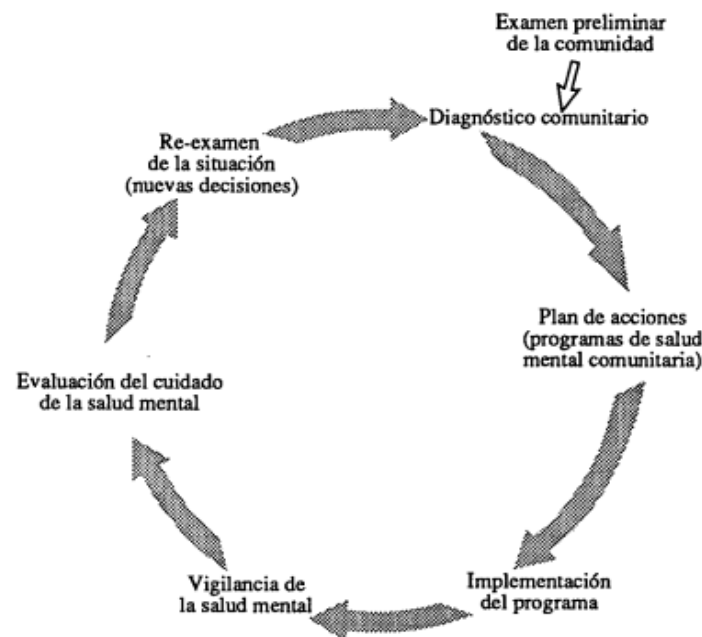 Examen preliminar
de la comunidad
Diagnóstico comunitario
Plan de acciones
(programas de salud
mental comunitaria)
Implementación
del programa
Vigilancia de
la salud mental
Evaluación del cuidado
de la salud mental
Re-examen
de la situación
(nuevas decisiones)